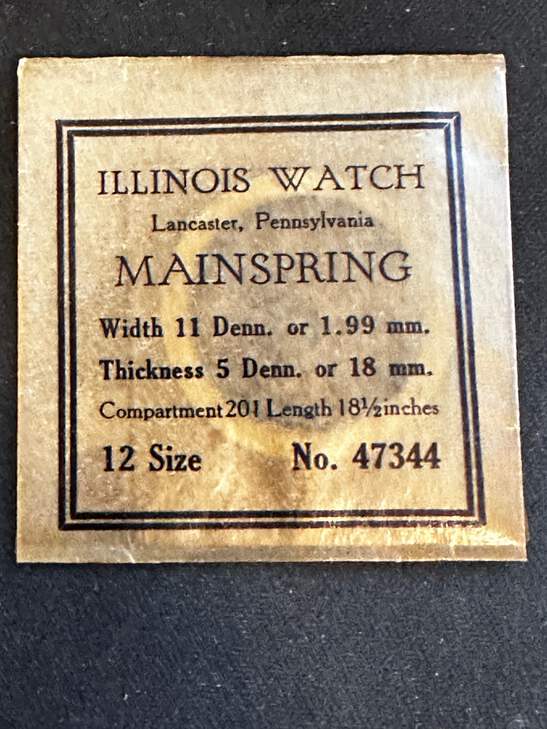 ILLINOIS WATCH
Lancaster, Pennsylvania
MAINSPRING
Width 11 Denn. or 1.99 mm.
Thickness 5 Denn. or 18 mm.
Compartment 201 Length 18½ inches
12 Size No. 47344